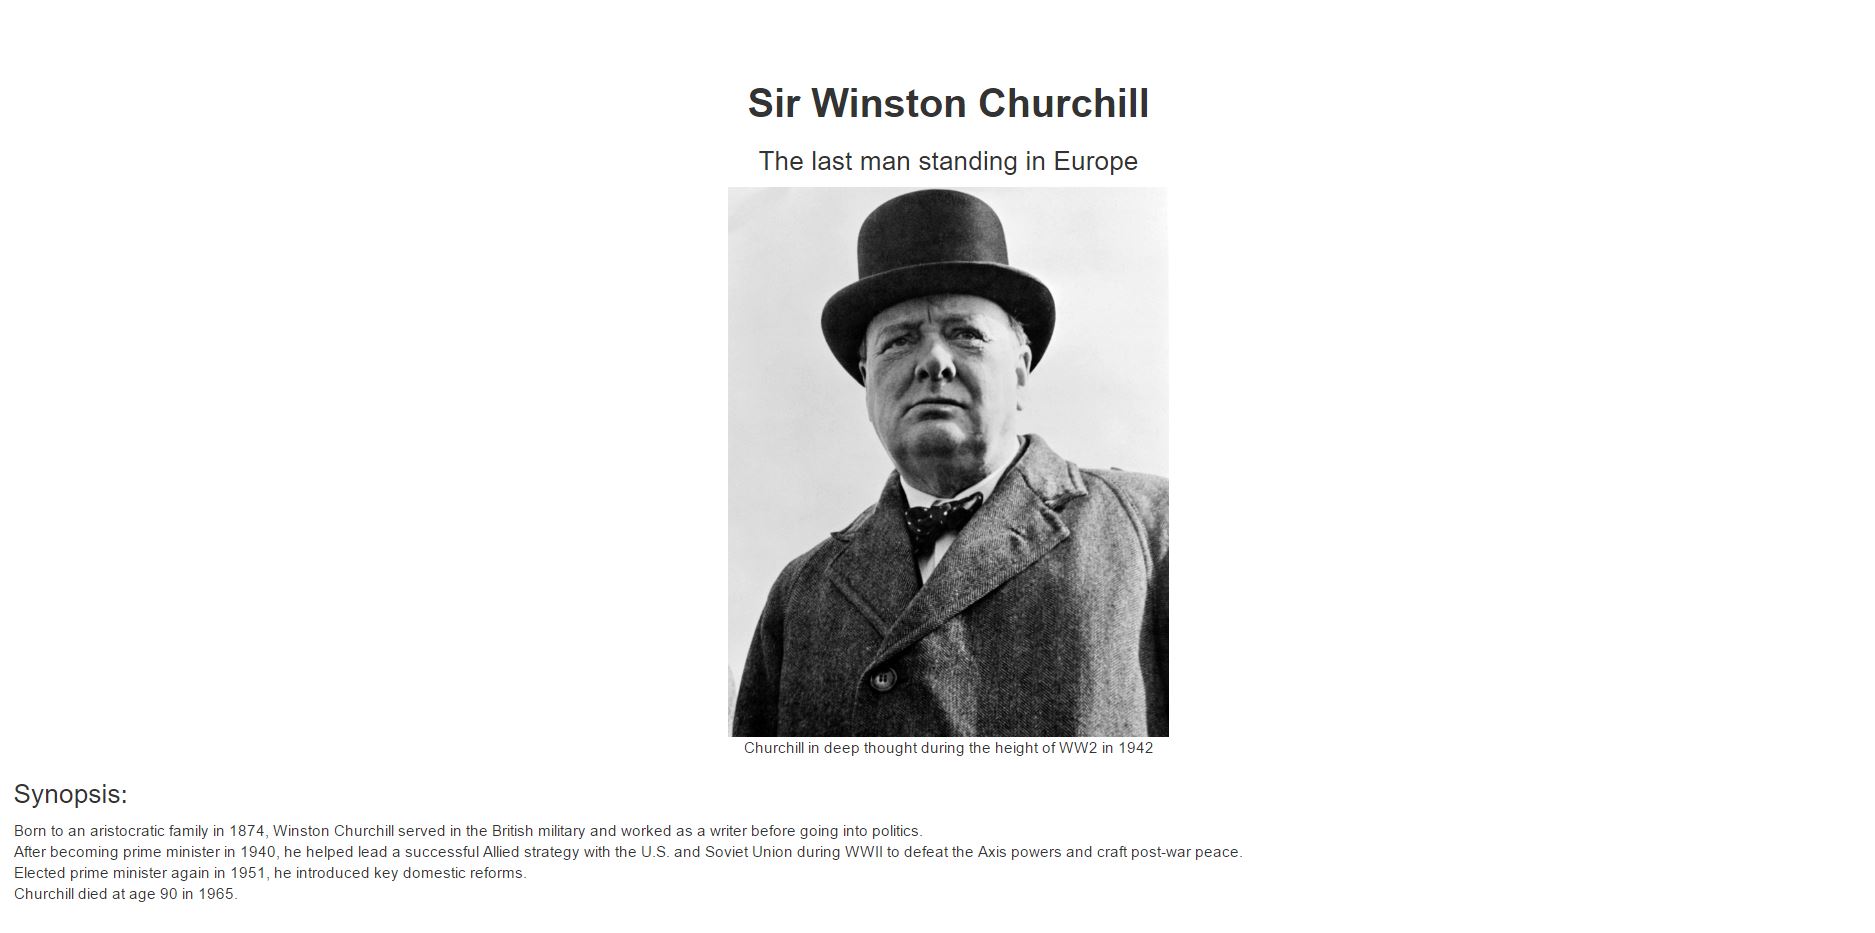 Sir Winston Churchill
The last man standing in Europe
Churchill in deep thought during the height of WW2 in 1942
Synopsis:
Born to an aristocratic family in 1874, Winston Churchill served in the British military and worked as a writer before going into politics.
After becoming prime minister in 1940, he helped lead a successful Allied strategy with the U.S. and Soviet Union during WWII to defeat the Axis powers and craft post-war peace.
Elected prime minister again in 1951, he introduced key domestic reforms.
Churchill died at age 90 in 1965.